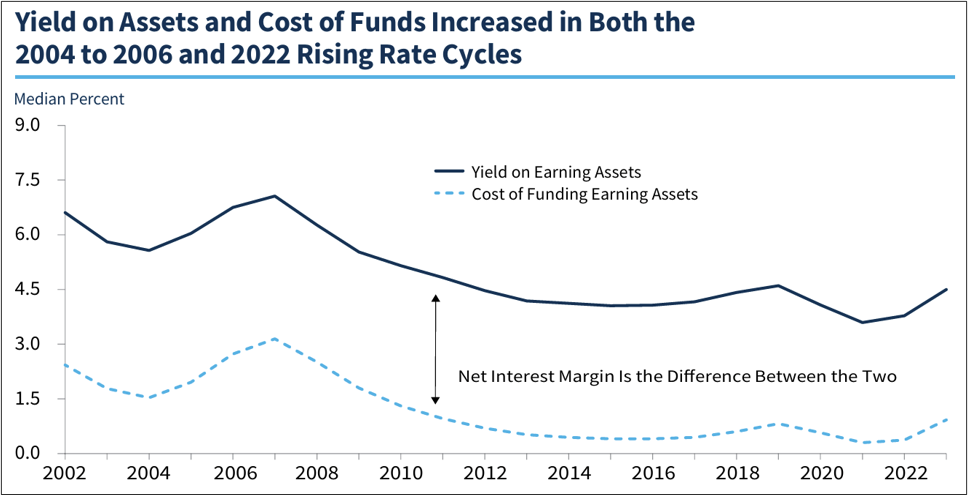 Yield on Assets and Cost of Funds Increased in Both the
2004 to 2006 and 2022 Rising Rate Cycles
Median Percent
9.0
7.5
6.0
4.5
3.0
1.5
0.0
Yield on Earning Assets
Cost of Funding Earning Assets
Net Interest Margin Is the Difference Between the Two
2002 2004 2006 2008 2010 2012 2014 2016 2018 2020 2022